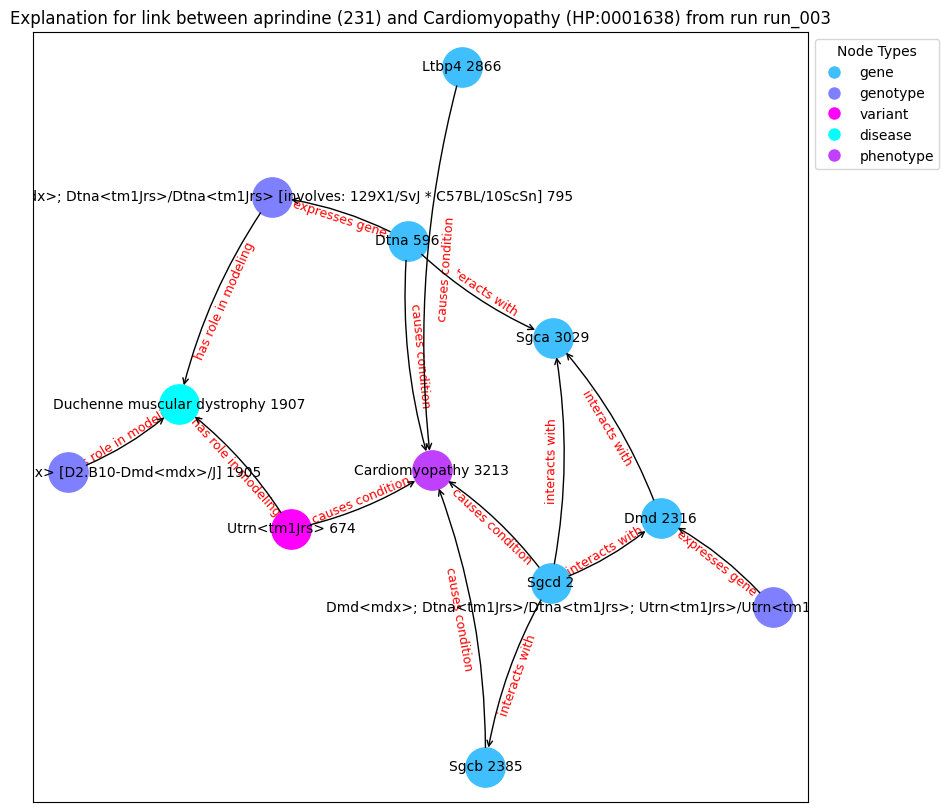 Explanation for link between aprindine (231) and Cardiomyopathy (HP:0001638) from run run_003
Node Types
gene
genotype
variant
disease
phenotype
Ltbp4 2866
causes condition
Dtna<tm1Jrs>/Dtna<tm1Jrs> [involves: 129X1/SvJ * C57BL/10ScSn] 795
expresses gene
Dtna 596
interacts with
has role in modeling
causes condition
Sgca 3029
Duchenne muscular dystrophy 1907
interacts with
interacts with
role in model
[D2.B10-Dmd<mdx>/J] 1905
has role in modeling
Cardiomyopathy 3213
causes condition
causes condition
Utrn<tm1Jrs> 674
Dmd 2316
interacts with
expresses gene
Sgcd 2
Dmd<mdx>; Dtna<tm1Jrs>/Dtna<tm1Jrs>; Utrn<tm1Jrs>/Utrn<tm1
causes condition
interacts with
Sgcb 2385